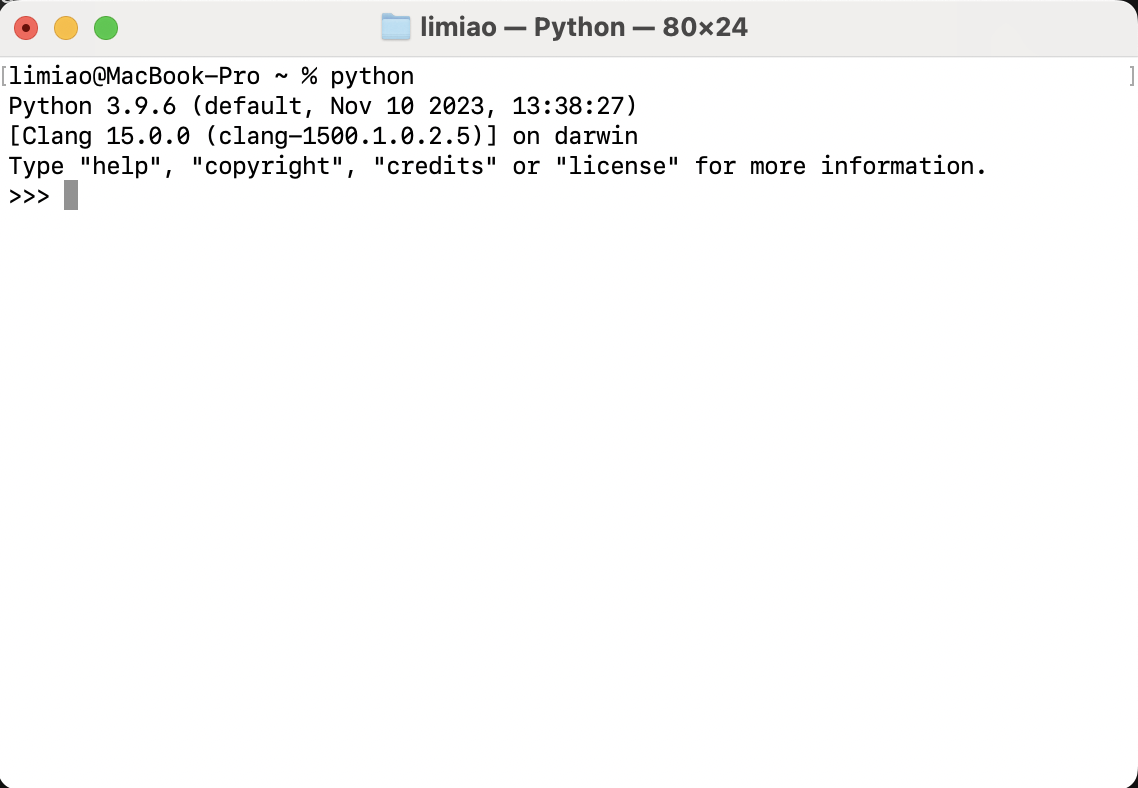 limiao — Python — 80×24
[limiao@MacBook-Pro ~ % python ]
Python 3.9.6 (default, Nov 10 2023, 13:38:27)
[Clang 15.0.0 (clang-1500.1.0.2.5)] on darwin
Type "help", "copyright", "credits" or "license" for more information.
>>>